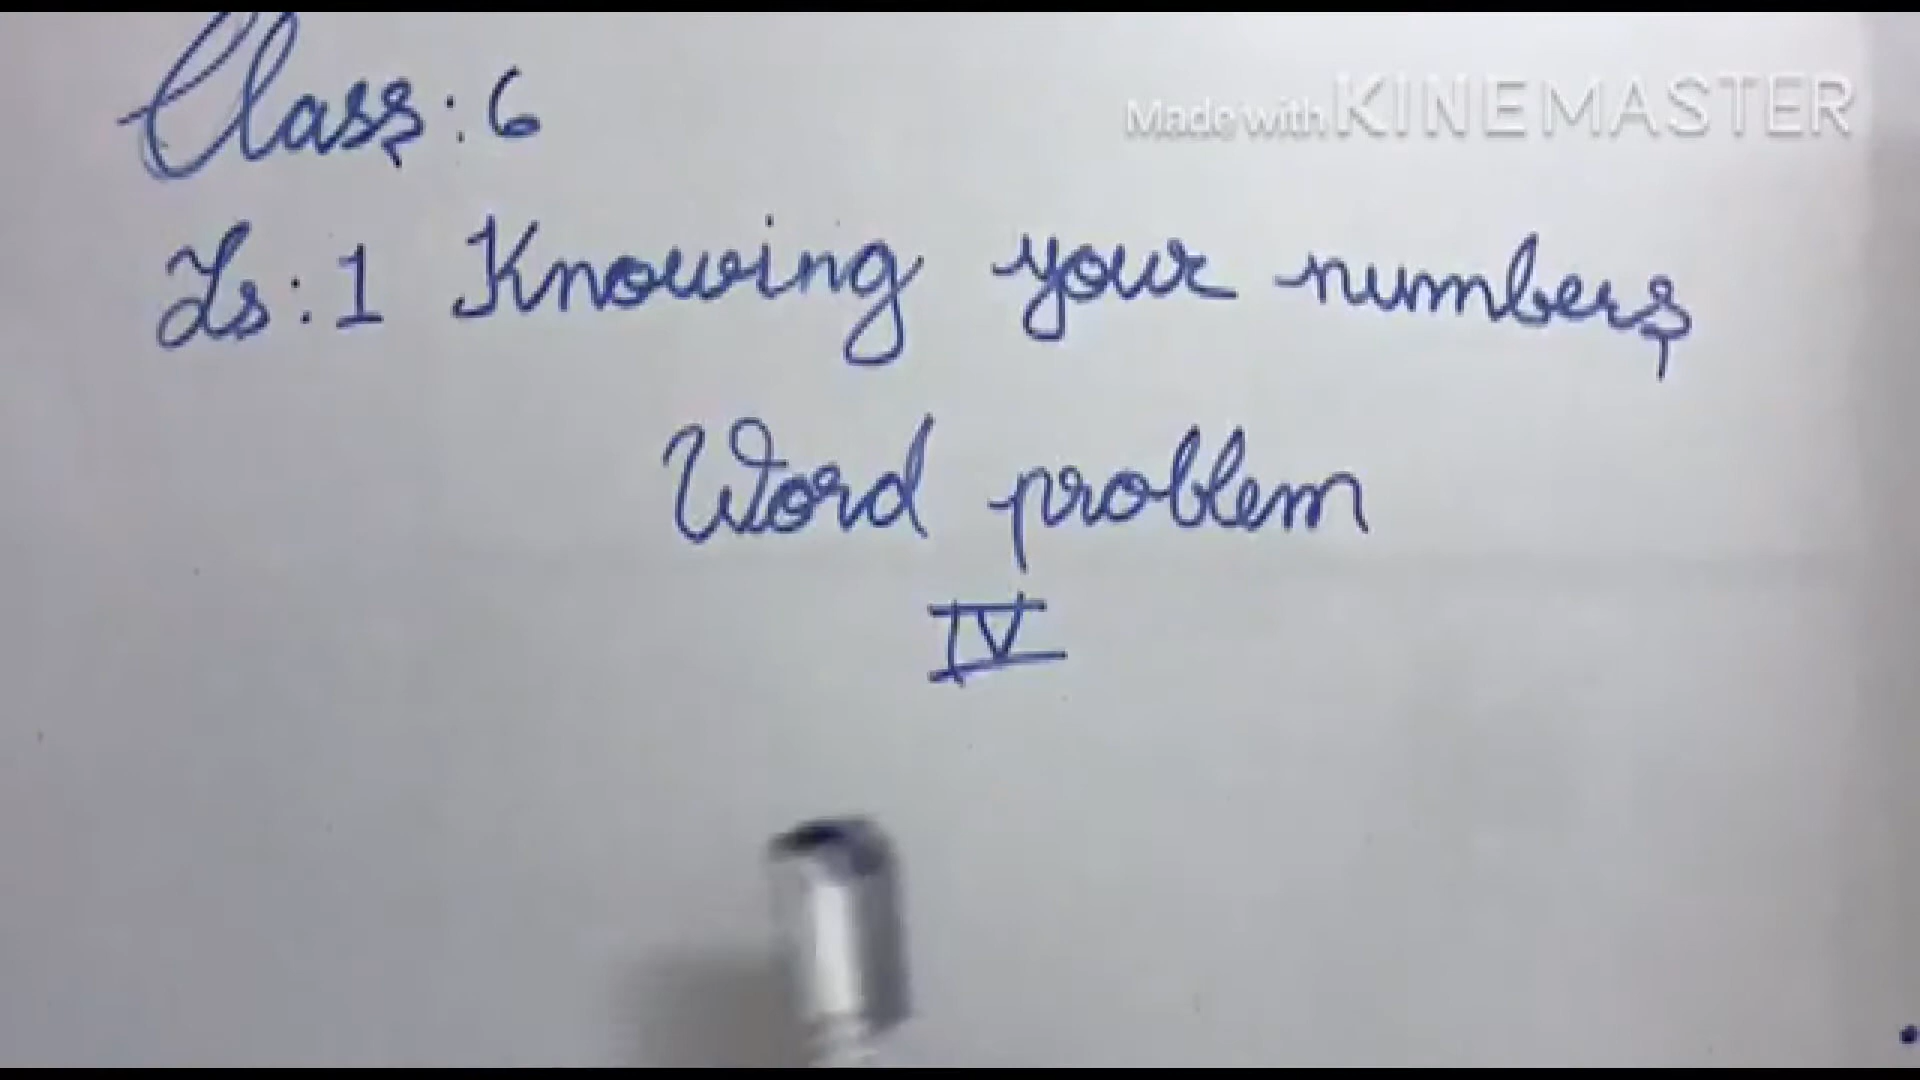 Class: 6
Made with KINEMASTER
Ls: 1 Knowing your numbers
Word problem
IV